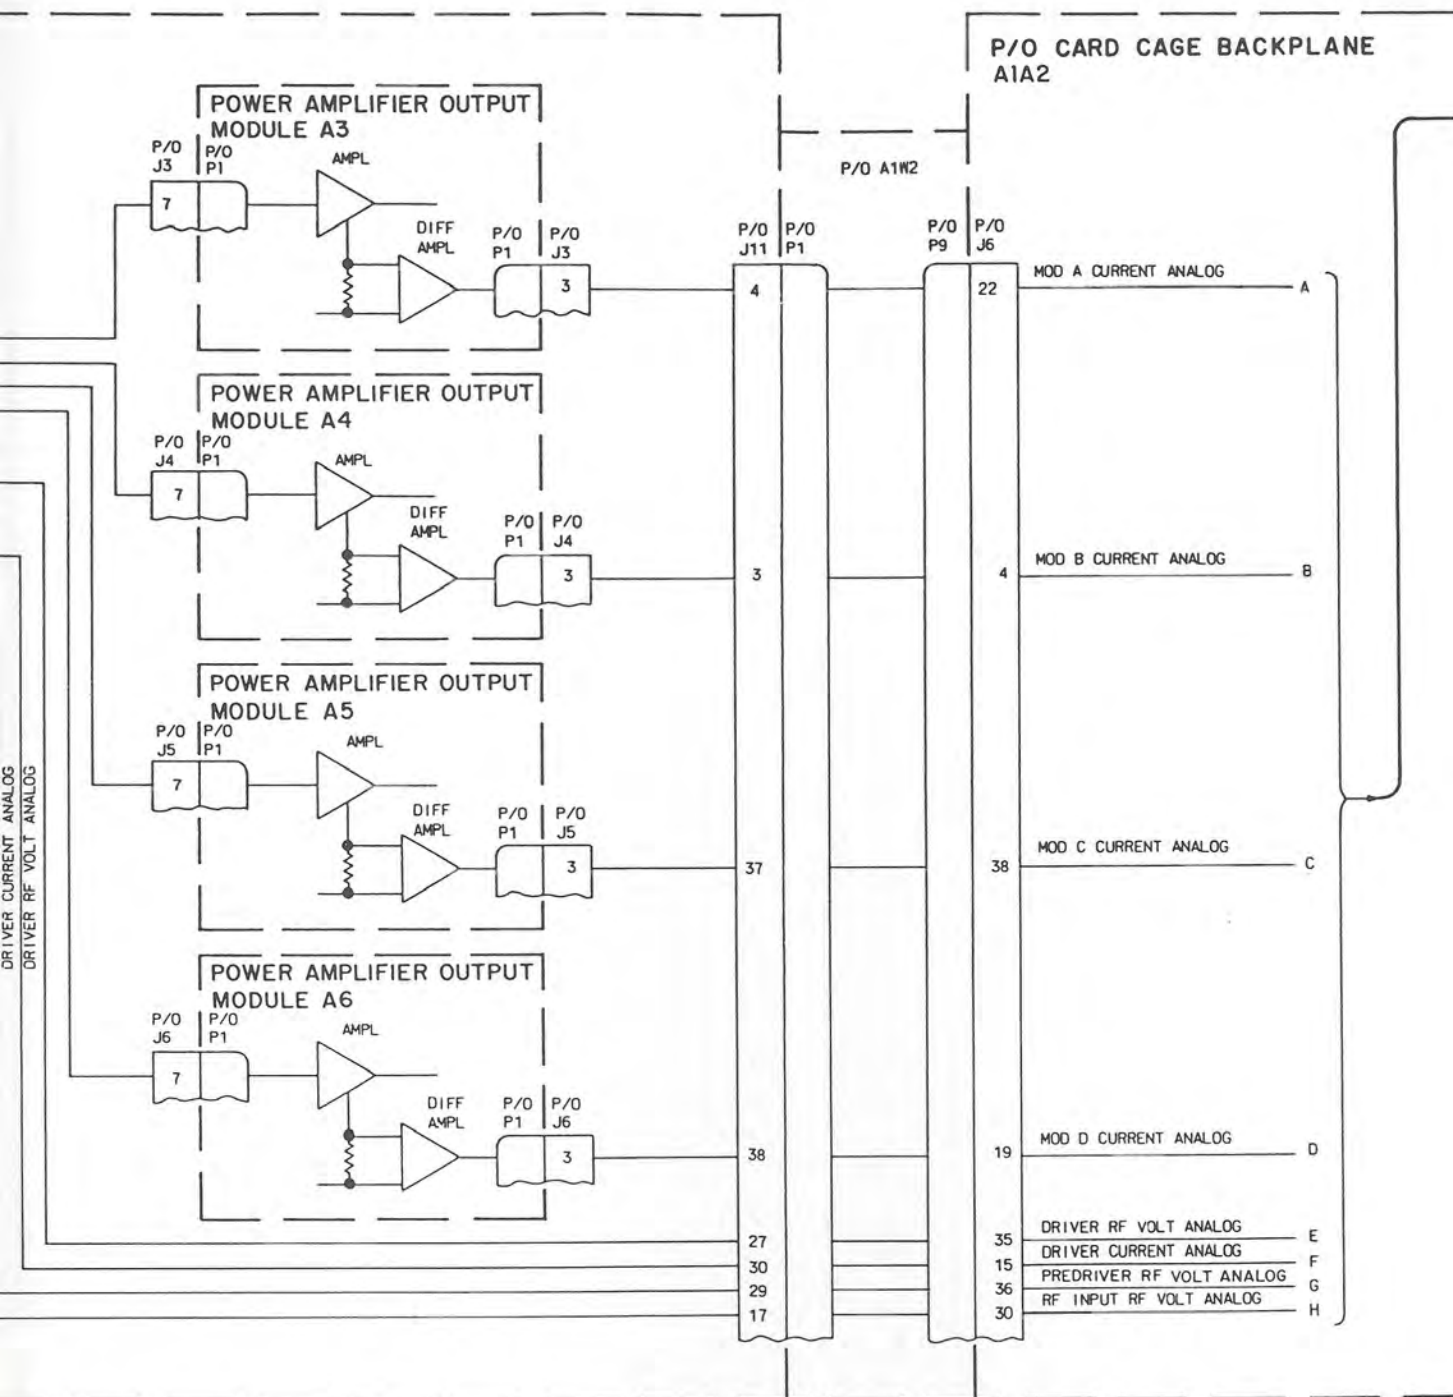 P/O CARD CAGE BACKPLANE
A1A2
P/O A1W2
POWER AMPLIFIER OUTPUT
MODULE A3
P/O P/O
J3 P1
7
AMPL
DIFF
AMPL
P/O P/O
P1 J3
3
POWER AMPLIFIER OUTPUT
MODULE A4
P/O P/O
J4 P1
7
AMPL
DIFF
AMPL
P/O P/O
P1 J4
3
POWER AMPLIFIER OUTPUT
MODULE A5
P/O P/O
J5 P1
7
AMPL
DIFF
AMPL
P/O P/O
P1 J5
3
POWER AMPLIFIER OUTPUT
MODULE A6
P/O P/O
J6 P1
7
AMPL
DIFF
AMPL
P/O P/O
P1 J6
3
DRIVER CURRENT ANALOG
DRIVER RF VOLT ANALOG
P/O P/O
J11 P1
P/O P/O
P9 J6
4 22 MOD A CURRENT ANALOG A
3 4 MOD B CURRENT ANALOG B
37 38 MOD C CURRENT ANALOG C
38 19 MOD D CURRENT ANALOG D
27 35 DRIVER RF VOLT ANALOG E
30 15 DRIVER CURRENT ANALOG F
29 36 PREDRIVER RF VOLT ANALOG G
17 30 RF INPUT RF VOLT ANALOG H